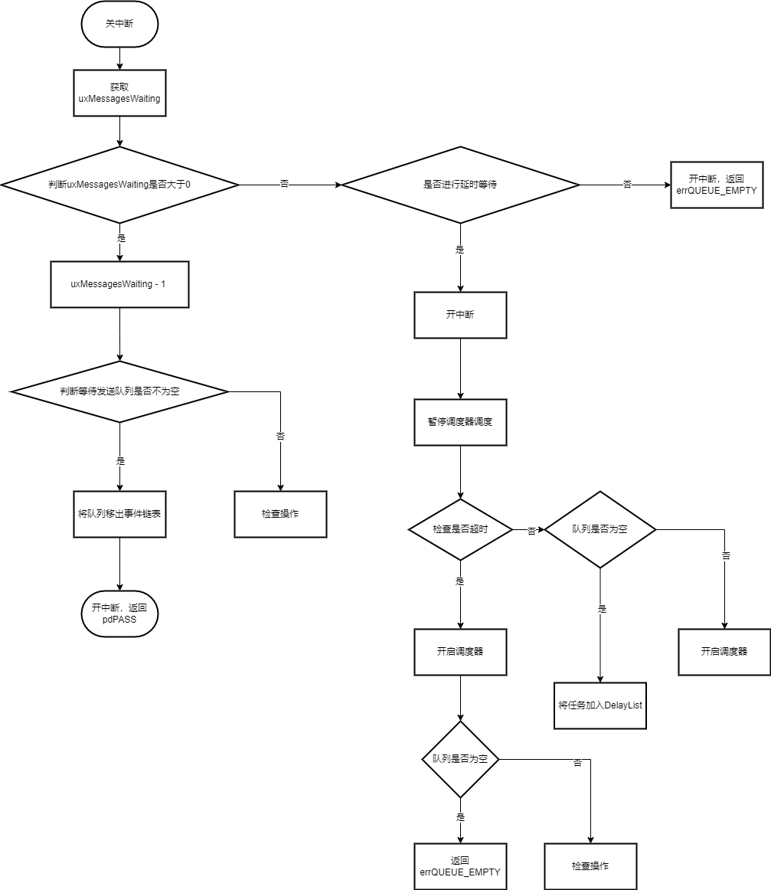 关中断
获取
uxMessagesWaiting
判断uxMessagesWaiting是否大于0
否
是否进行延时等待
否
开中断，返回
errQUEUE_EMPTY
是
uxMessagesWaiting - 1
是
开中断
判断等待发送队列是否不为空
否
暂停调度器调度
是
将队列移出事件链表
检查操作
检查是否超时
否
队列是否为空
否
是
是
开中断，返回
pdPASS
开启调度器
开启调度器
将任务加入DelayList
队列是否为空
否
是
返回
errQUEUE_EMPTY
检查操作